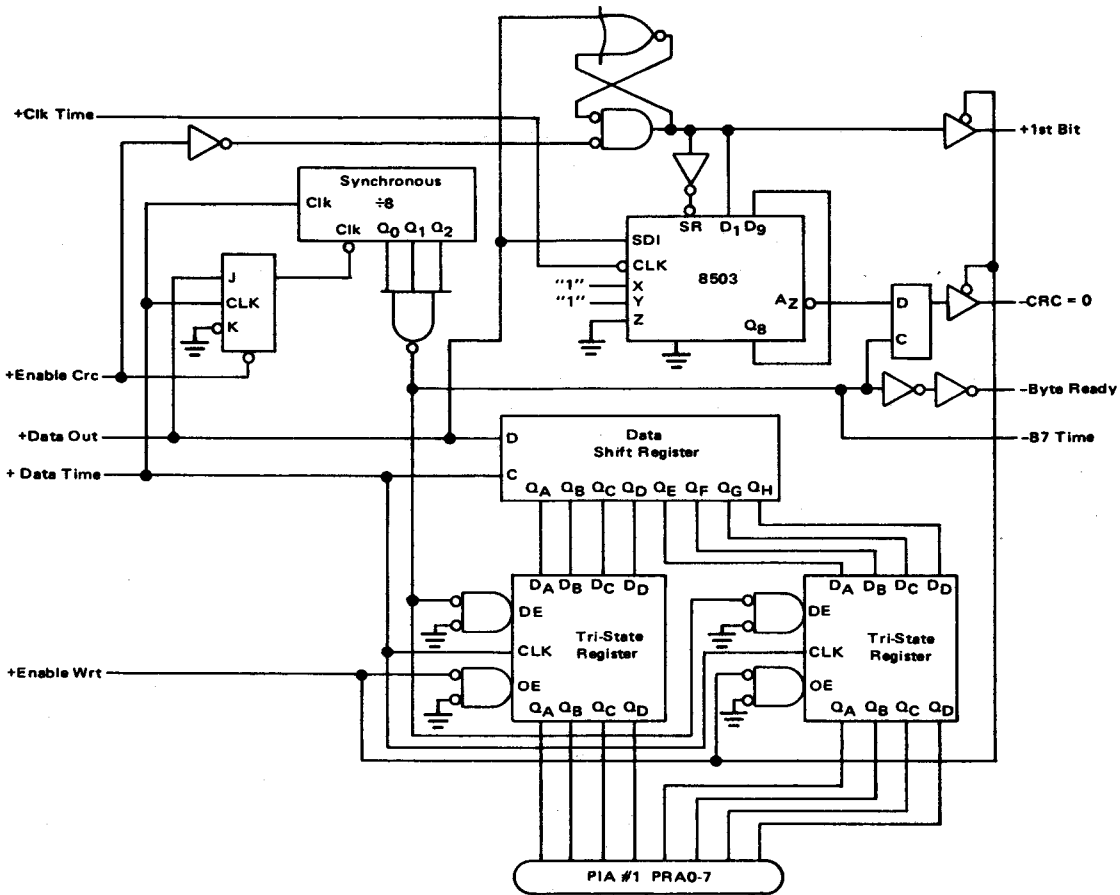 +Clk Time
+1st Bit
Synchronous
÷8
Clk
Clk
Q0 Q1 Q2
SR D1 D9
SDI
CLK
8503
"1" X
"1" Y
Z
AZ
Q8
J
CLK
K
D
C
-CRC = 0
+Enable Crc
-Byte Ready
+Data Out
-B7 Time
D
Data
Shift Register
+ Data Time
C
QA QB QC QD QE QF QG QH
DA DB DC DD
DE
Tri-State
Register
CLK
OE
QA QB QC QD
DA DB DC DD
DE
Tri-State
Register
CLK
OE
QA QB QC QD
+Enable Wrt
PIA #1 PRA0-7